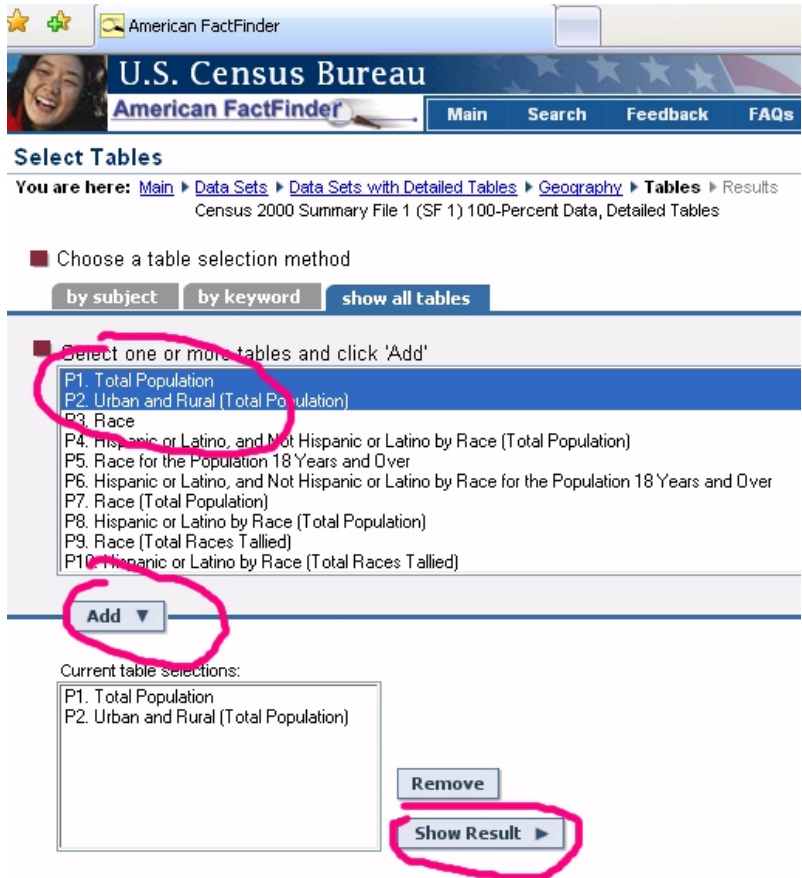 American FactFinder
U.S. Census Bureau
American FactFinder
Main Search Feedback FAQs
Select Tables
You are here: Main ▶ Data Sets ▶ Data Sets with Detailed Tables ▶ Geography ▶ Tables ▶ Results
Census 2000 Summary File 1 (SF 1) 100-Percent Data, Detailed Tables
Choose a table selection method
by subject by keyword show all tables
Select one or more tables and click 'Add'
P1. Total Population
P2. Urban and Rural (Total Population)
P3. Race
P4. Hispanic or Latino, and Not Hispanic or Latino by Race (Total Population)
P5. Race for the Population 18 Years and Over
P6. Hispanic or Latino, and Not Hispanic or Latino by Race for the Population 18 Years and Over
P7. Race (Total Population)
P8. Hispanic or Latino by Race (Total Population)
P9. Race (Total Races Tallied)
P10. Hispanic or Latino by Race (Total Races Tallied)
Add ▼
Current table selections:
P1. Total Population
P2. Urban and Rural (Total Population)
Remove
Show Result ▶